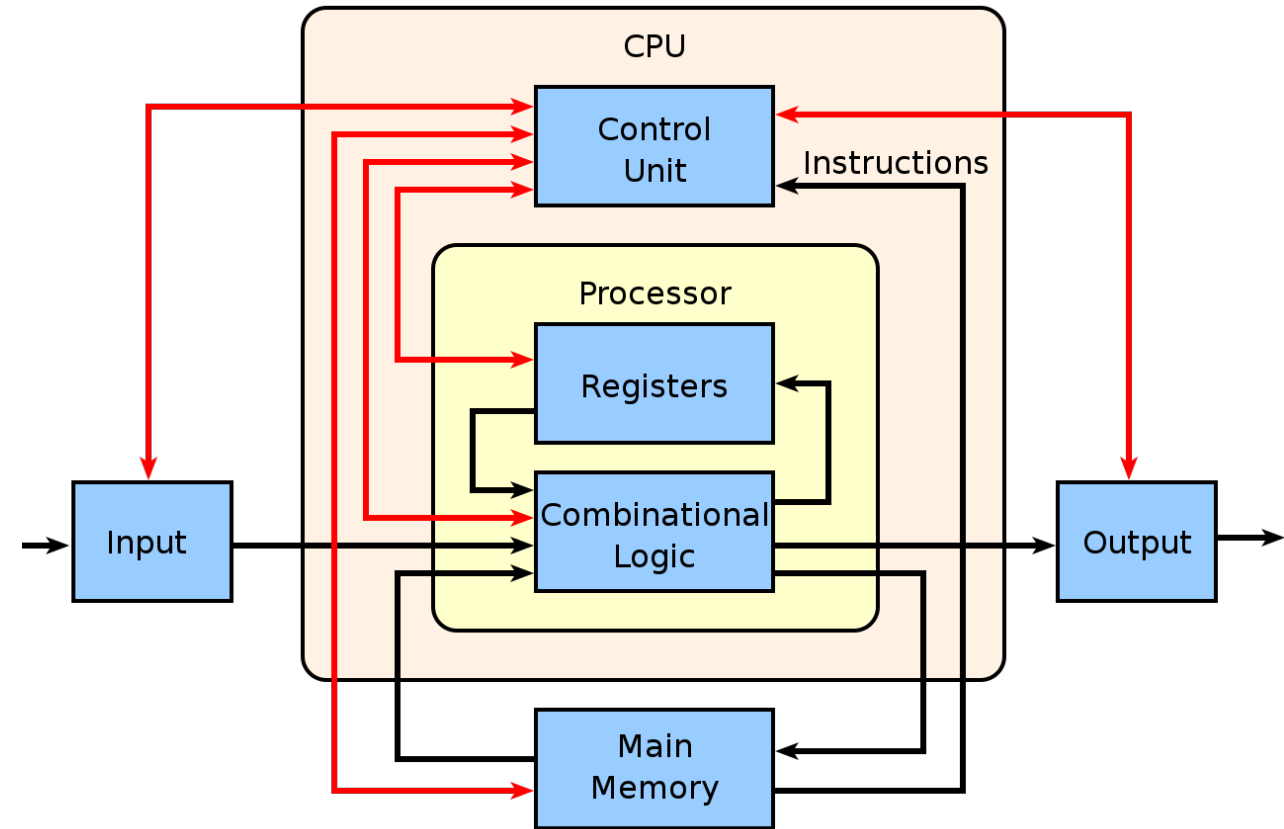 CPU
Control
Unit
Instructions
Processor
Registers
Combinational
Logic
Input
Output
Main
Memory